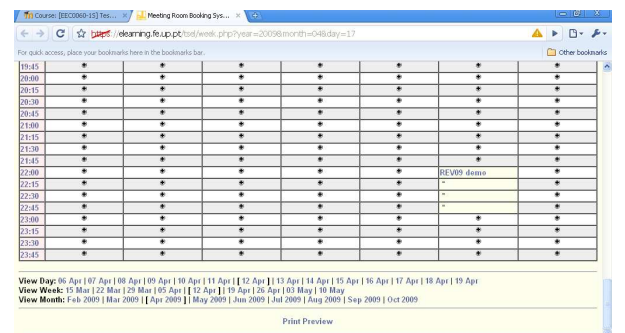 Course: [EEC0060-1S] Tes...
Meeting Room Booking Sys...
https://elearning.fe.up.pt/tsel/week.php?year=2009&month=04&day=17
For quick access, place your bookmarks here in the bookmarks bar.
Other bookmarks
19:45
20:00
20:15
20:30
20:45
21:00
21:15
21:30
21:45
22:00 REV09 demo
22:15 "
22:30 "
22:45 "
23:00
23:15
23:30
23:45
View Day: 06 Apr | 07 Apr | 08 Apr | 09 Apr | 10 Apr | 11 Apr | [ 12 Apr ] | 13 Apr | 14 Apr | 15 Apr | 16 Apr | 17 Apr | 18 Apr | 19 Apr
View Week: 15 Mar | 22 Mar | 29 Mar | 05 Apr | [ 12 Apr ] | 19 Apr | 26 Apr | 03 May | 10 May
View Month: Feb 2009 | Mar 2009 | [ Apr 2009 ] | May 2009 | Jun 2009 | Jul 2009 | Aug 2009 | Sep 2009 | Oct 2009
Print Preview